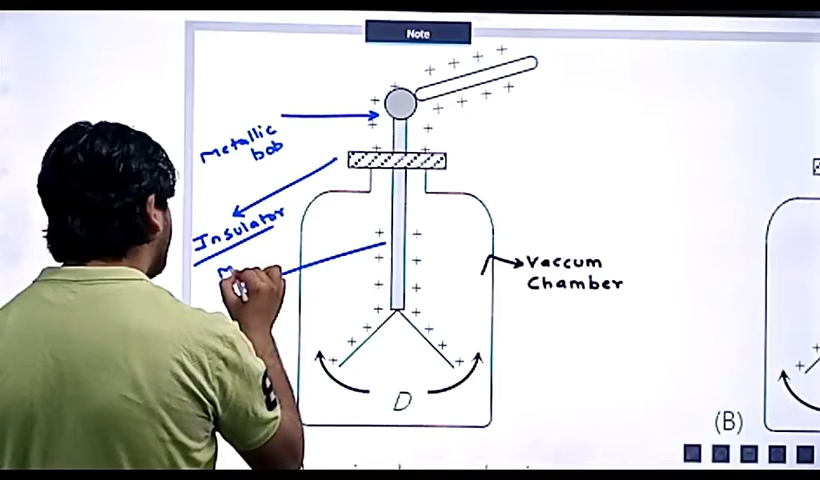 Note
Metallic
bob
Insulator
M
Vaccum
Chamber
D
(B)